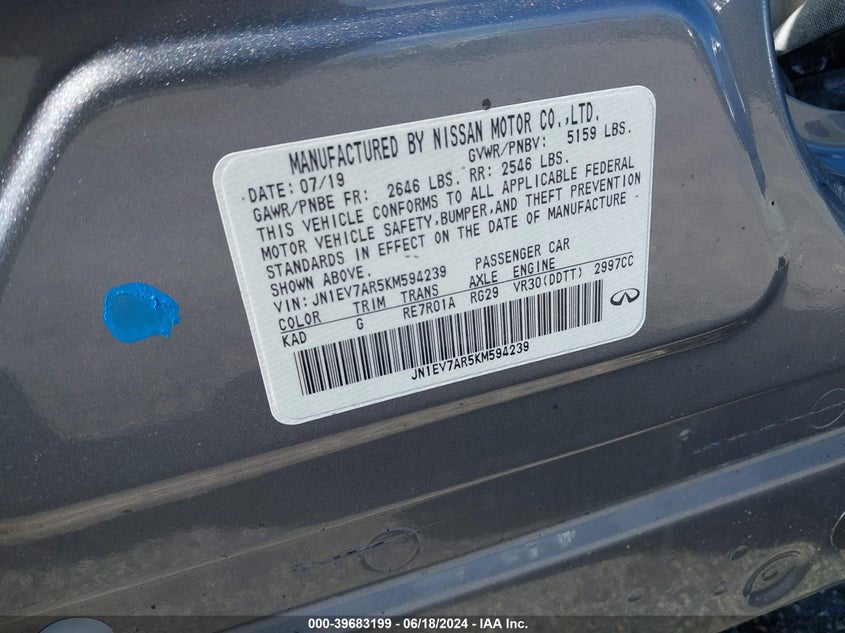 MANUFACTURED BY NISSAN MOTOR CO.,LTD.
DATE: 07/19 GVWR/PNBV: 5159 LBS.
GAWR/PNBE FR: 2646 LBS. RR: 2546 LBS.
THIS VEHICLE CONFORMS TO ALL APPLICABLE FEDERAL
MOTOR VEHICLE SAFETY,BUMPER,AND THEFT PREVENTION
STANDARDS IN EFFECT ON THE DATE OF MANUFACTURE
SHOWN ABOVE.
VIN: JN1EV7AR5KM594239 PASSENGER CAR
COLOR TRIM TRANS AXLE ENGINE
KAD G RE7R01A RG29 VR30(DDTT) 2997CC
JN1EV7AR5KM594239
000-39683199 / 06/18/2024 / IAA Auctions